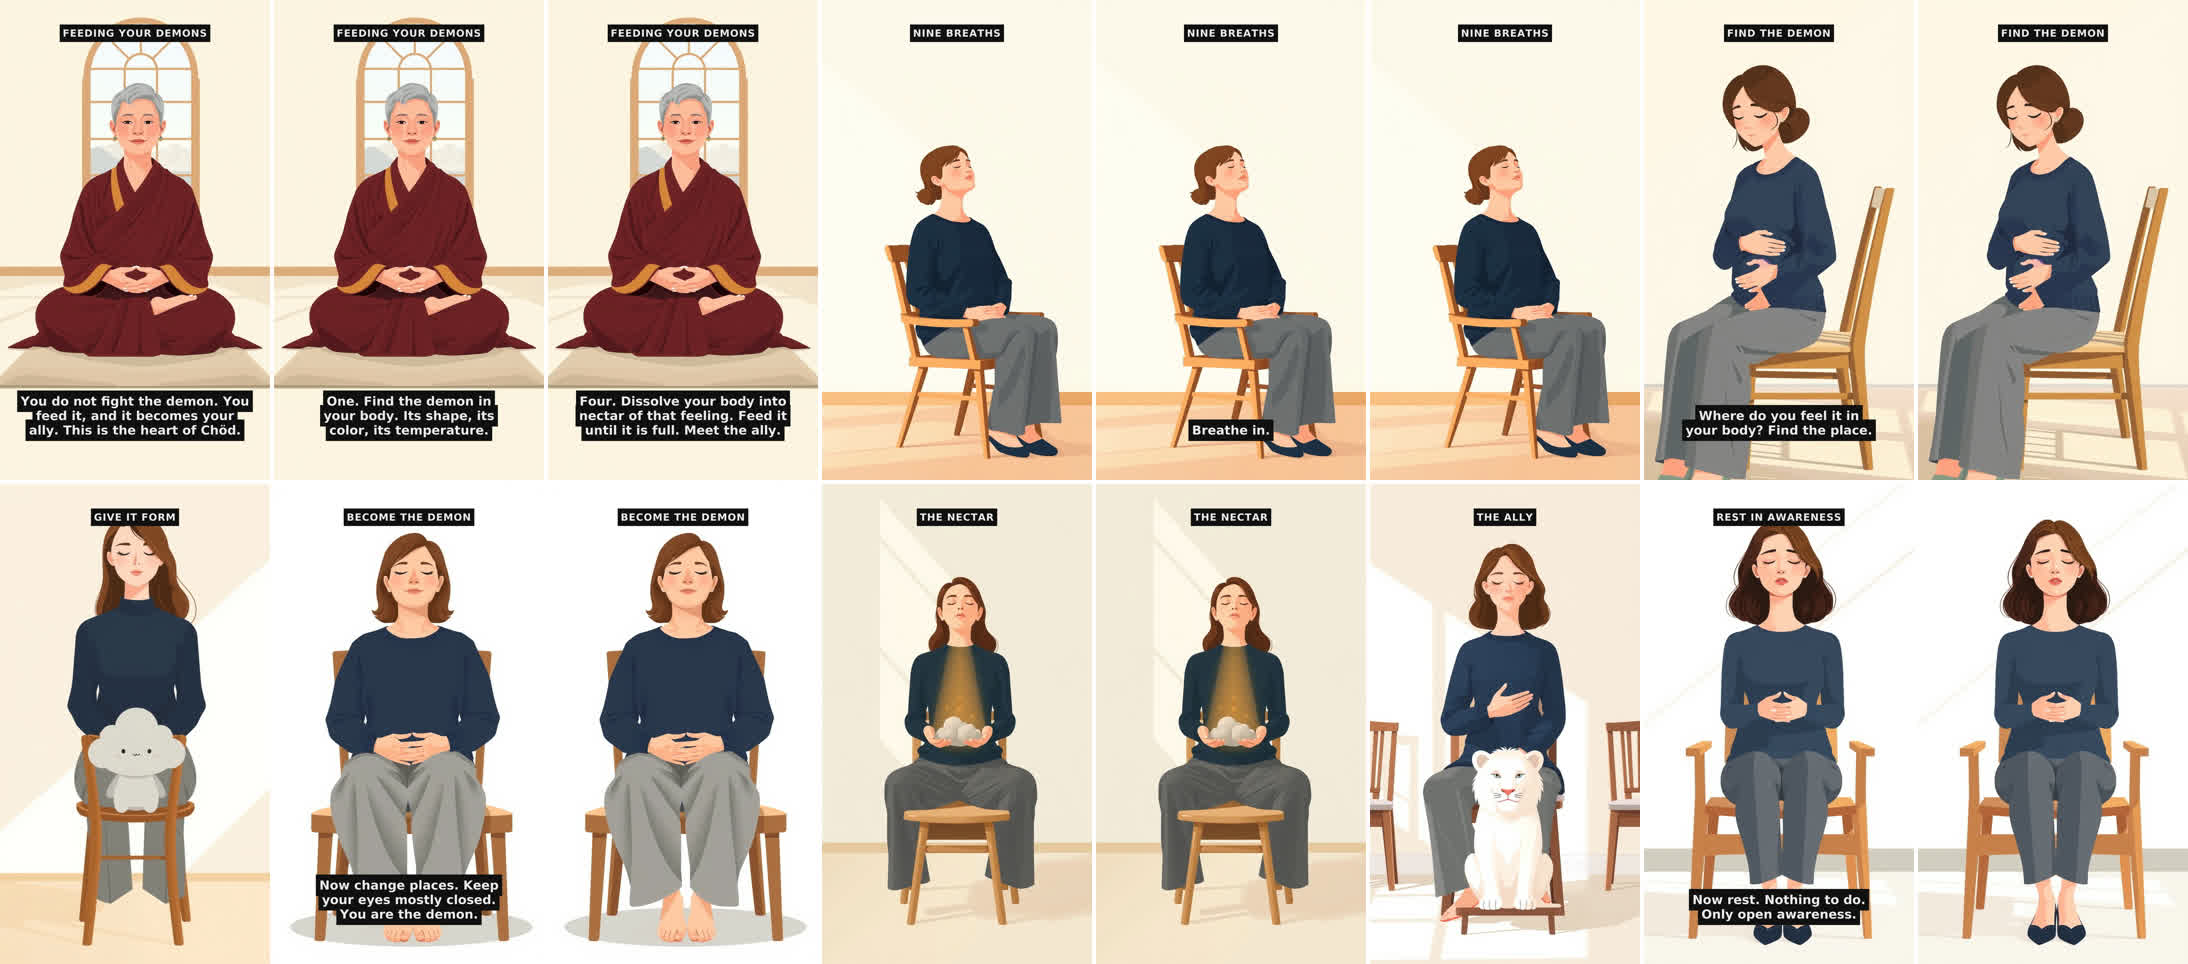 FEEDING YOUR DEMONS
You do not fight the demon. You
feed it, and it becomes your
ally. This is the heart of Chöd.
FEEDING YOUR DEMONS
One. Find the demon in
your body. Its shape, its
color, its temperature.
FEEDING YOUR DEMONS
Four. Dissolve your body into
nectar of that feeling. Feed it
until it is full. Meet the ally.
NINE BREATHS
NINE BREATHS
Breathe in.
NINE BREATHS
FIND THE DEMON
Where do you feel it in
your body? Find the place.
FIND THE DEMON
GIVE IT FORM
BECOME THE DEMON
Now change places. Keep
your eyes mostly closed.
You are the demon.
BECOME THE DEMON
THE NECTAR
THE NECTAR
THE ALLY
REST IN AWARENESS
Now rest. Nothing to do.
Only open awareness.